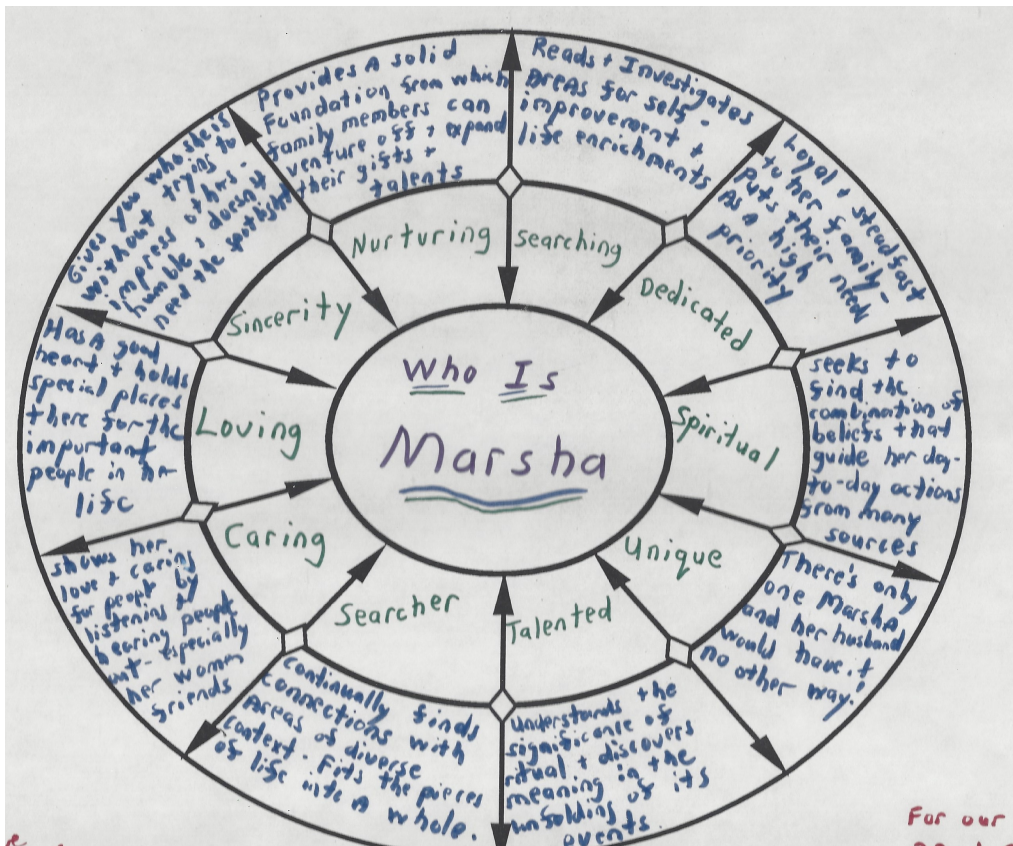 Who Is
Marsha
Nurturing
Provides A solid
Foundation from which
family members can
venture off & expand
their gifts +
talents
Searching
Reads + Investigates
Areas for self-
improvement +
life enrichments
Dedicated
Loyal + steadfast
to her family-
Puts their needs
As A high
priority
Spiritual
seeks to
find the
combination of
beliefs that
guide her day-
to-day actions
from many
sources
Unique
There's only
one Marsha
and her husband
would have it
no other way!
Talented
Understands the
significance of
ritual + discovers
meaning in the
unfolding of its
events.
Searcher
Continually finds
connections with
Areas of diverse
context. Fits the pieces
of life into A whole.
Caring
shows her
love + caring
for people by
listening &
hearing people
out - especially
her women
friends
Loving
Has A good
heart + holds
special places
there for the
important
people in her
life
Sincerity
Gives you who she is
without trying to
impress others -
humble & doesn't
need the spotlight
For our